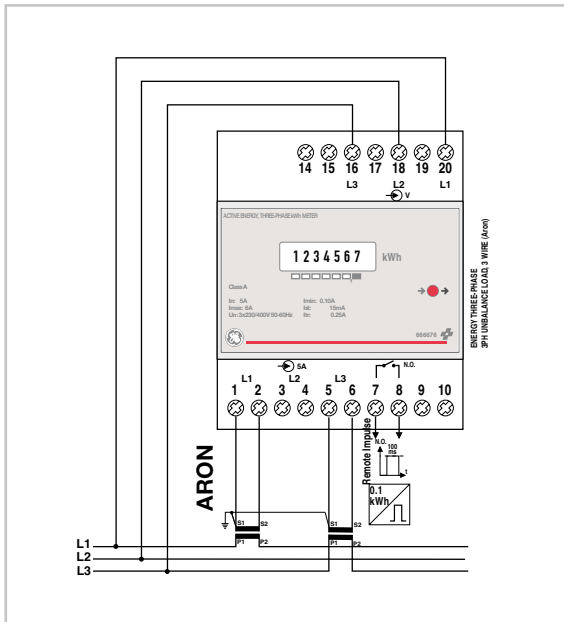 14 15 16 17 18 19 20
L3 L2 L1
V
ACTIVE ENERGY, THREE-PHASE kWh METER
1234567 kWh
Class A
In: 5A Imin: 0.10A
Imax: 6A Ist: 15mA
Un: 3x230/400V 50-60Hz Itr: 0.25A
666676
ENERGY THREE-PHASE
3PH UNBALANCE LOAD, 3 WIRE (Aron)
5A N.O.
L1 L2 L3
1 2 3 4 5 6 7 8 9 10
ARON
Remote Impulse
N.O.
100
ms
t
0.1
kWh
S1 S2 S1 S2
P1 P2 P1 P2
L1
L2
L3